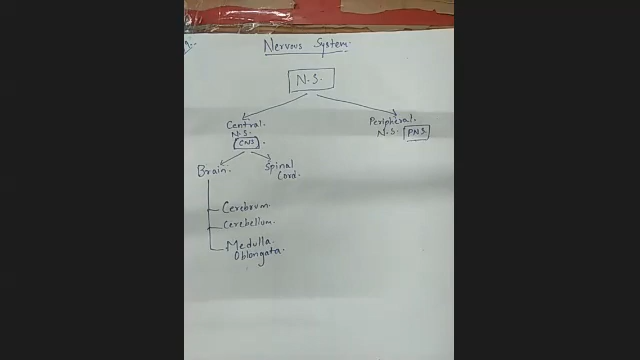 Nervous System.
N.S.
Central.
N.S.
CNS
Peripheral.
N.S. PNS
Brain.
Spinal
Cord.
Cerebrum.
Cerebellum.
Medulla
Oblongata.